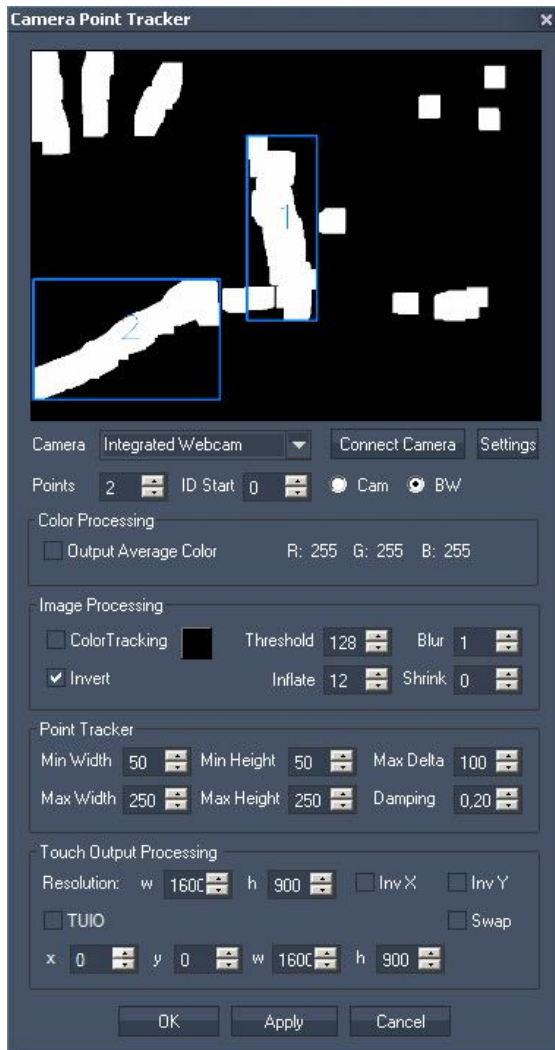 Camera Point Tracker
1
2
Camera Integrated Webcam Connect Camera Settings
Points 2 ID Start 0 Cam BW
Color Processing
Output Average Color R: 255 G: 255 B: 255
Image Processing
ColorTracking Threshold 128 Blur 1
Invert Inflate 12 Shrink 0
Point Tracker
Min Width 50 Min Height 50 Max Delta 100
Max Width 250 Max Height 250 Damping 0,20
Touch Output Processing
Resolution: w 1600 h 900 Inv X Inv Y
TUIO Swap
x 0 y 0 w 1600 h 900
OK Apply Cancel